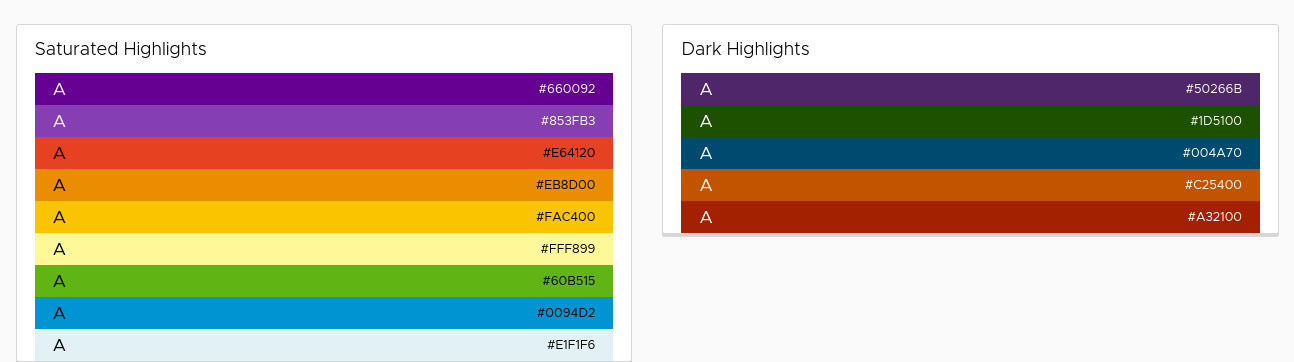 Saturated Highlights
A #660092
A #853FB3
A #E64120
A #EB8D00
A #FAC400
A #FFF899
A #60B515
A #0094D2
A #E1F1F6
Dark Highlights
A #50266B
A #1D5100
A #004A70
A #C25400
A #A32100